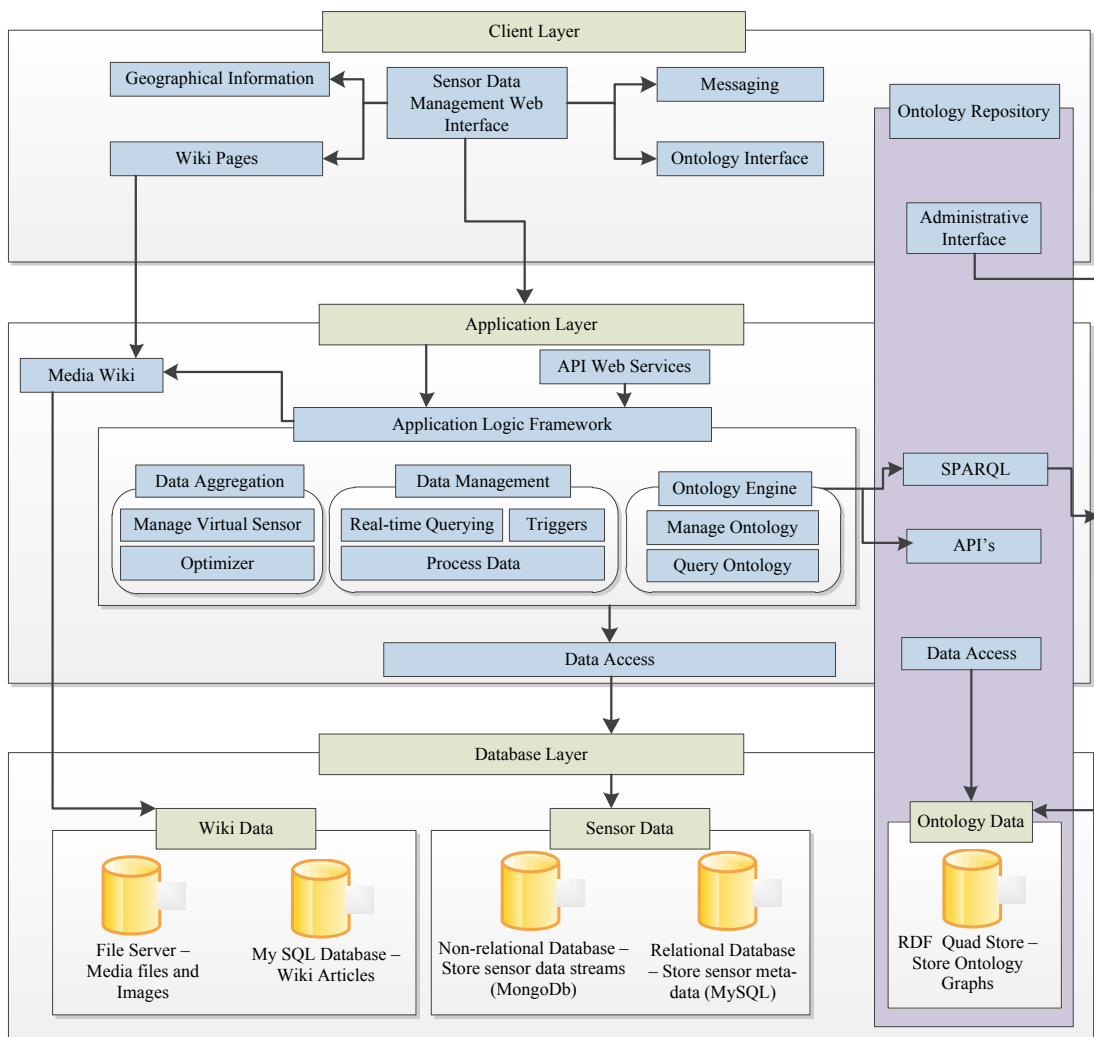 Client Layer
Geographical Information
Sensor Data
Management Web
Interface
Messaging
Wiki Pages
Ontology Interface
Ontology Repository
Administrative
Interface
Application Layer
Media Wiki
API Web Services
Application Logic Framework
Data Aggregation
Manage Virtual Sensor
Optimizer
Data Management
Real-time Querying
Triggers
Process Data
Ontology Engine
Manage Ontology
Query Ontology
SPARQL
API's
Data Access
Data Access
Database Layer
Wiki Data
File Server –
Media files and
Images
My SQL Database –
Wiki Articles
Sensor Data
Non-relational Database –
Store sensor data streams
(MongoDb)
Relational Database
– Store sensor meta-
data (MySQL)
Ontology Data
RDF Quad Store –
Store Ontology
Graphs